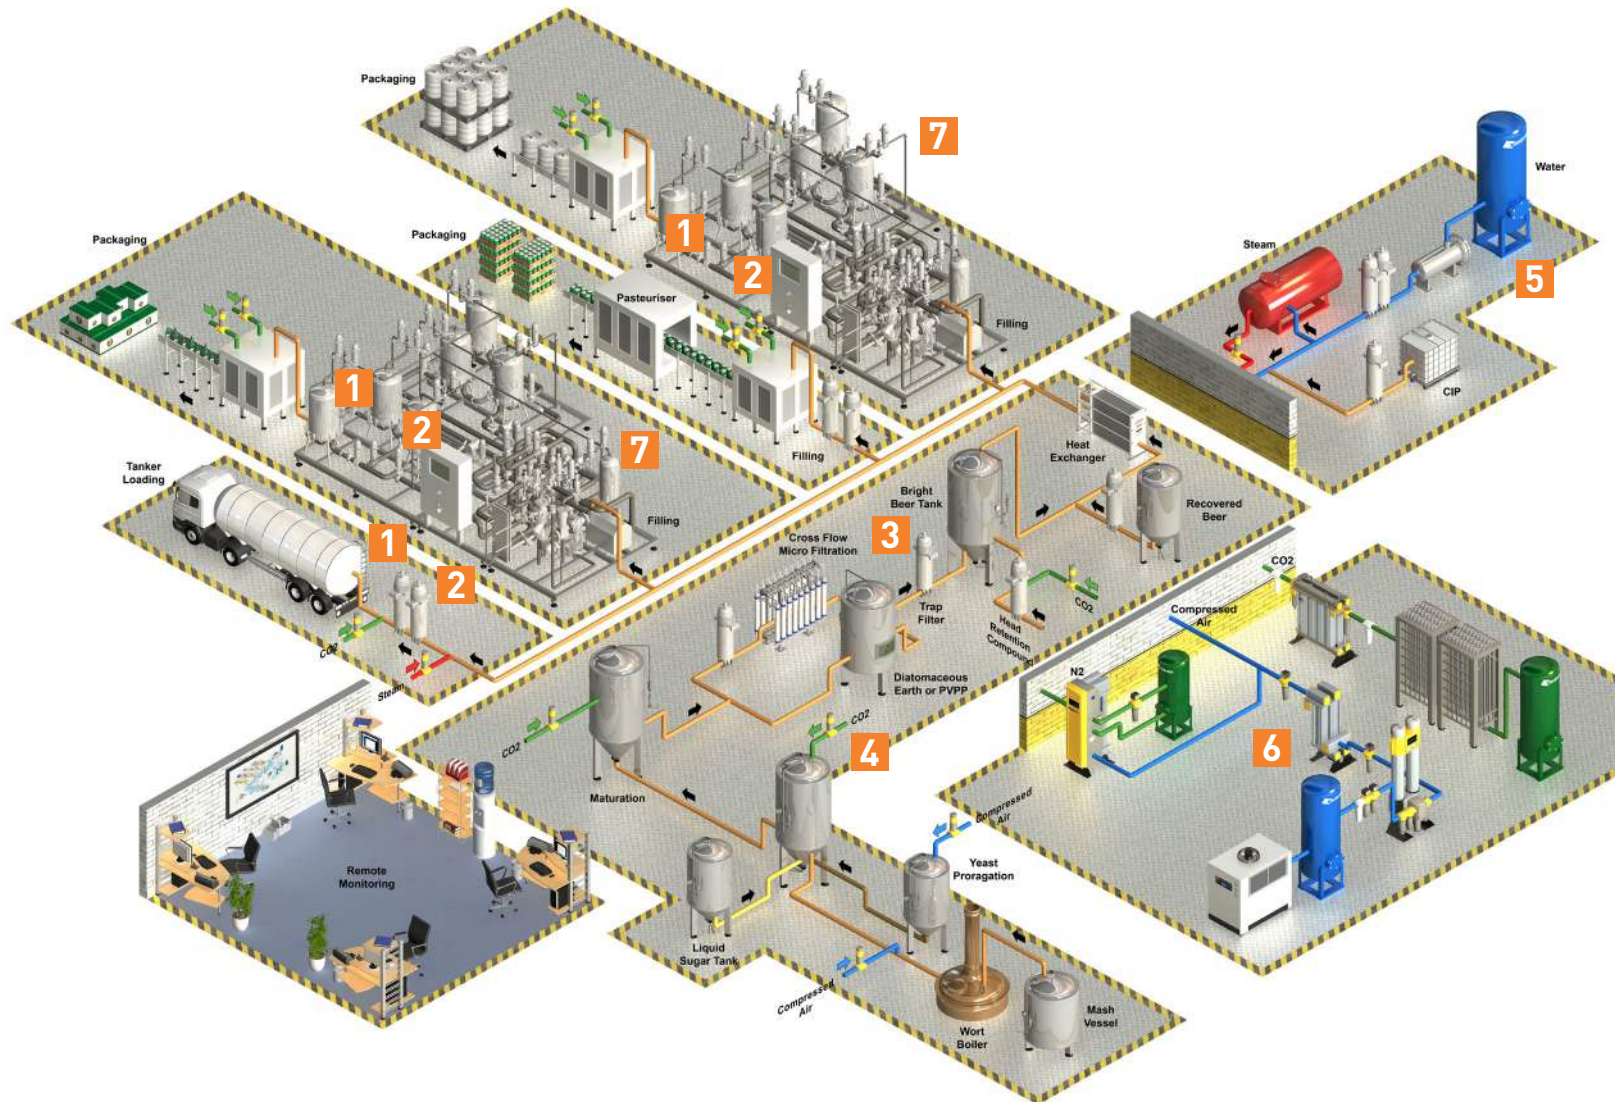 Packaging
7
Water
1
Steam
Packaging
Packaging
2
5
Pasteuriser
Filling
1
CIP
2
7
Heat
Exchanger
Filling
Tanker
Loading
Bright
Beer Tank
Recovered
Beer
Filling
1
3
Cross Flow
Micro Filtration
2
CO2
Compressed
Air
Trap
Filter
CO2
Head
Retention
Compound
CO2
Steam
Diatomaceous
Earth or PVPP
N2
CO2
CO2
4
6
Maturation
Compressed
Air
Remote
Monitoring
Yeast
Proragation
Liquid
Sugar Tank
Compressed
Air
Wort
Boiler
Mash
Vessel